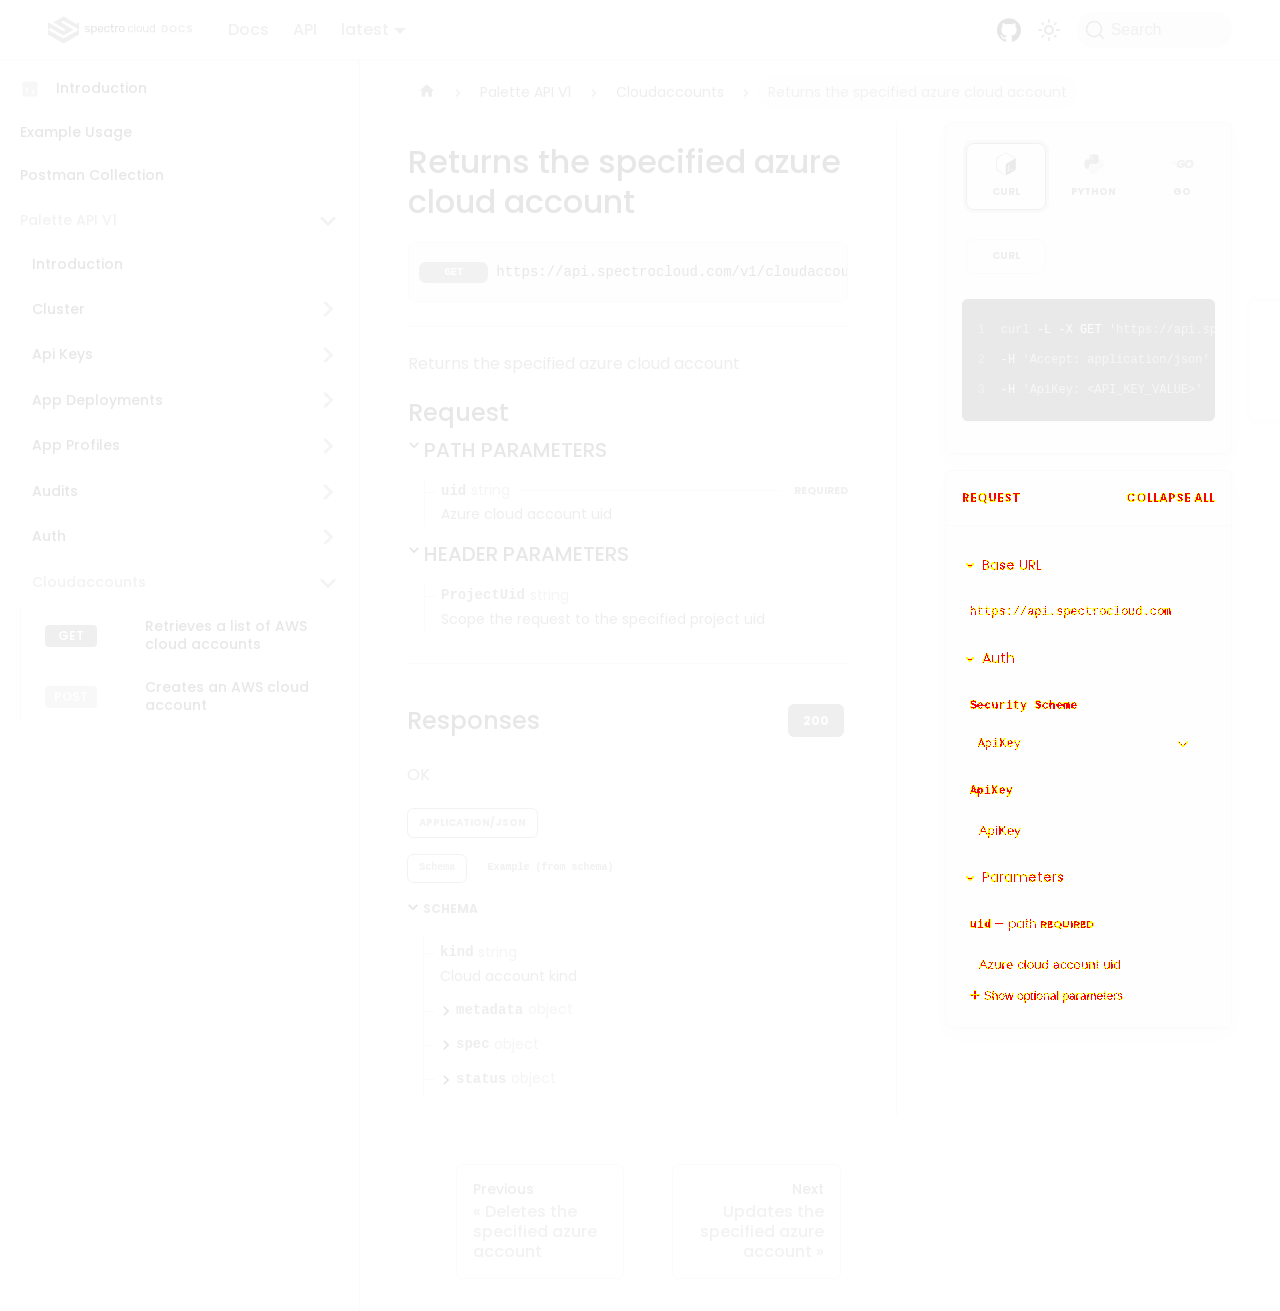 spectro cloud DOCS
Docs
API
latest
Search
Introduction
Example Usage
Postman Collection
Palette API V1
Introduction
Cluster
Api Keys
App Deployments
App Profiles
Audits
Auth
Cloudaccounts
GET
Retrieves a list of AWS
cloud accounts
POST
Creates an AWS cloud
account
Palette API V1
Cloudaccounts
Returns the specified azure cloud account
Returns the specified azure
cloud account
GET
https://api.spectrocloud.com/v1/cloudaccou
Returns the specified azure cloud account
Request
PATH PARAMETERS
uid string REQUIRED
Azure cloud account uid
HEADER PARAMETERS
ProjectUid string
Scope the request to the specified project uid
Responses
200
OK
APPLICATION/JSON
Schema
Example (from schema)
SCHEMA
kind string
Cloud account kind
metadata object
spec object
status object
Previous
« Deletes the
specified azure
account
Next
Updates the
specified azure
account »
CURL
PYTHON
GO
CURL
1 curl -L -X GET 'https://api.sp
2 -H 'Accept: application/json'
3 -H 'ApiKey: <API_KEY_VALUE>'
REQUEST
COLLAPSE ALL
Base URL
https://api.spectrocloud.com
Auth
Security Scheme
ApiKey
ApiKey
ApiKey
Parameters
uid — path REQUIRED
Azure cloud account uid
Show optional parameters